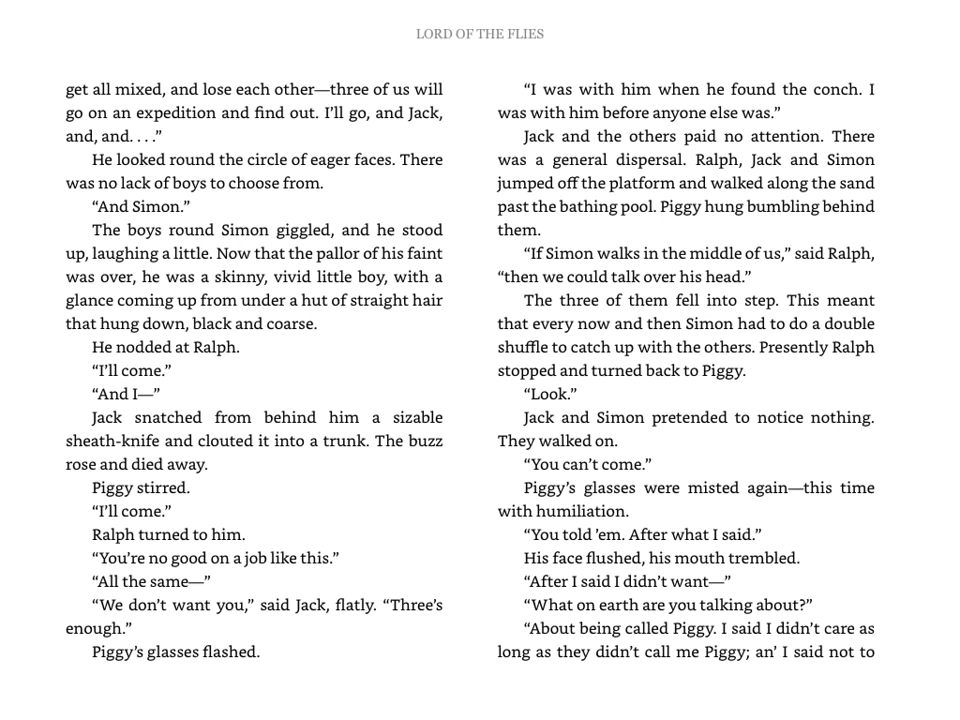 LORD OF THE FLIES
get all mixed, and lose each other—three of us will
go on an expedition and find out. I’ll go, and Jack,
and, and. . . .”
He looked round the circle of eager faces. There
was no lack of boys to choose from.
“And Simon.”
The boys round Simon giggled, and he stood
up, laughing a little. Now that the pallor of his faint
was over, he was a skinny, vivid little boy, with a
glance coming up from under a hut of straight hair
that hung down, black and coarse.
He nodded at Ralph.
“I’ll come.”
“And I—”
Jack snatched from behind him a sizable
sheath-knife and clouted it into a trunk. The buzz
rose and died away.
Piggy stirred.
“I’ll come.”
Ralph turned to him.
“You’re no good on a job like this.”
“All the same—”
“We don’t want you,” said Jack, flatly. “Three’s
enough.”
Piggy’s glasses flashed.
“I was with him when he found the conch. I
was with him before anyone else was.”
Jack and the others paid no attention. There
was a general dispersal. Ralph, Jack and Simon
jumped off the platform and walked along the sand
past the bathing pool. Piggy hung bumbling behind
them.
“If Simon walks in the middle of us,” said Ralph,
“then we could talk over his head.”
The three of them fell into step. This meant
that every now and then Simon had to do a double
shuffle to catch up with the others. Presently Ralph
stopped and turned back to Piggy.
“Look.”
Jack and Simon pretended to notice nothing.
They walked on.
“You can’t come.”
Piggy’s glasses were misted again—this time
with humiliation.
“You told ’em. After what I said.”
His face flushed, his mouth trembled.
“After I said I didn’t want—”
“What on earth are you talking about?”
“About being called Piggy. I said I didn’t care as
long as they didn’t call me Piggy; an’ I said not to